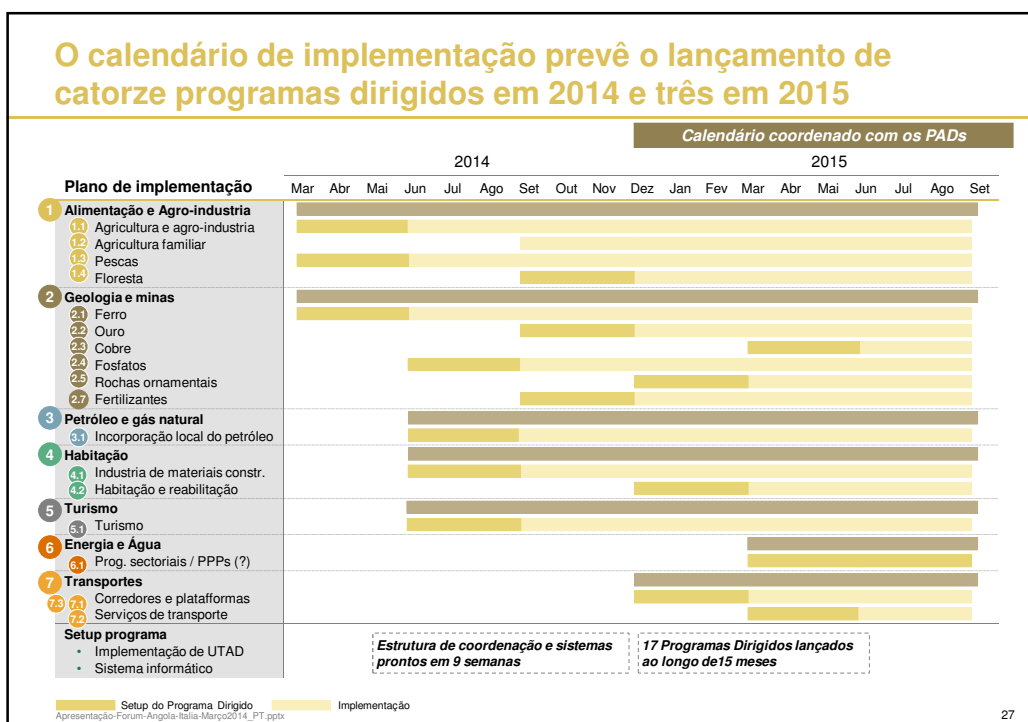 O calendário de implementação prevê o lançamento de
catorze programas dirigidos em 2014 e três em 2015
Calendário coordenado com os PADs
2014
2015
Plano de implementação
Mar Abr Mai Jun Jul Ago Set Out Nov Dez Jan Fev Mar Abr Mai Jun Jul Ago Set
1 Alimentação e Agro-industria
1.1 Agricultura e agro-industria
1.2 Agricultura familiar
1.3 Pescas
1.4 Floresta
2 Geologia e minas
2.1 Ferro
2.2 Ouro
2.3 Cobre
2.4 Fosfatos
2.5 Rochas ornamentais
2.7 Fertilizantes
3 Petróleo e gás natural
3.1 Incorporação local do petróleo
4 Habitação
4.1 Industria de materiais constr.
4.2 Habitação e reabilitação
5 Turismo
5.1 Turismo
6 Energia e Água
6.1 Prog. sectoriais / PPPs (?)
7 Transportes
7.3 7.1 Corredores e platafformas
7.2 Serviços de transporte
Setup programa
• Implementação de UTAD
• Sistema informático
Estrutura de coordenação e sistemas
prontos em 9 semanas
17 Programas Dirigidos lançados
ao longo de15 meses
Setup do Programa Dirigido
Implementação
Apresentação-Forum-Angola-Italia-Março2014_PT.pptx
27